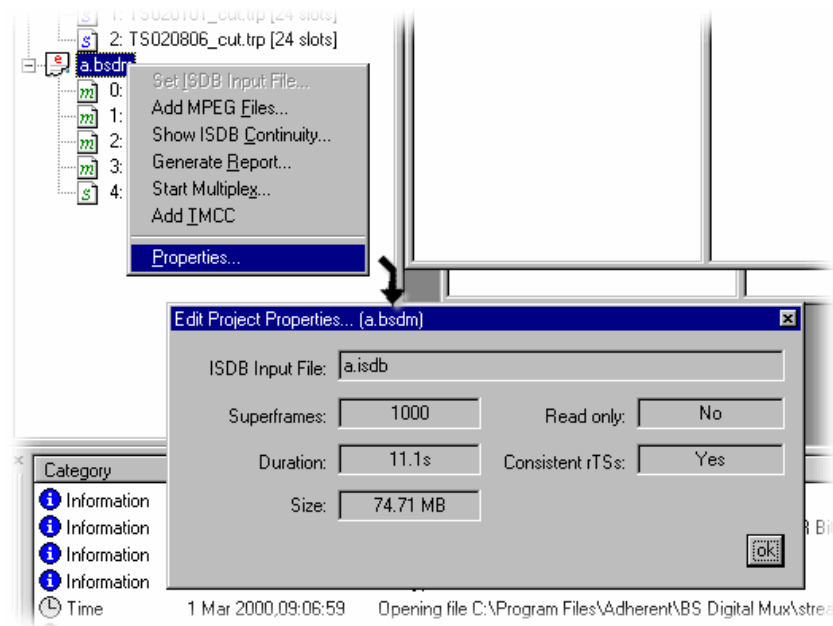 1: TS020101_cut.trp [24 slots]
2: TS020806_cut.trp [24 slots]
a.bsdm
0:
1:
2:
3:
4:
Set ISDB Input File...
Add MPEG Files...
Show ISDB Continuity...
Generate Report...
Start Multiplex...
Add TMCC
Properties...
Edit Project Properties... (a.bsdm)
ISDB Input File: a.isdb
Superframes: 1000 Read only: No
Duration: 11.1s Consistent rTSs: Yes
Size: 74.71 MB
ok
Category
Information
Information
Information
Information
Time 1 Mar 2000,09:06:59 Opening file C:\Program Files\Adherent\BS Digital Mux\strea